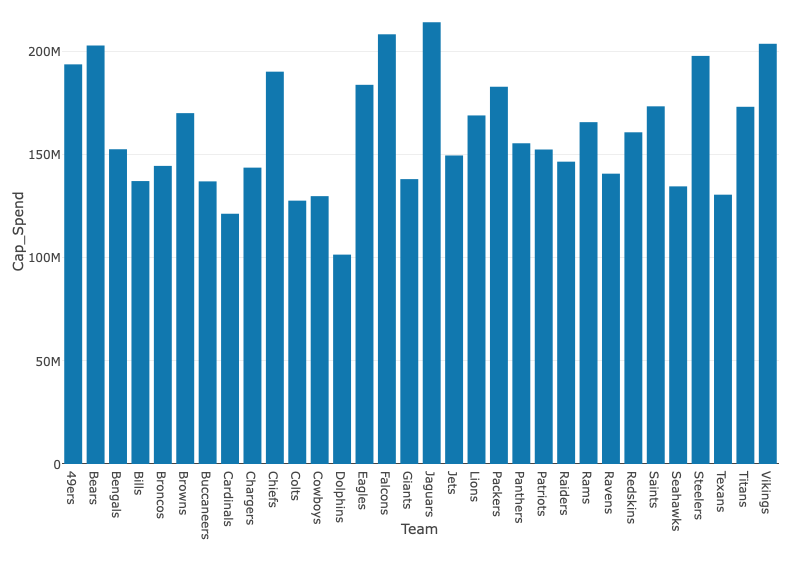 200M
150M
100M
50M
0
Cap_Spend
49ers
Bears
Bengals
Bills
Broncos
Browns
Buccaneers
Cardinals
Chargers
Chiefs
Colts
Cowboys
Dolphins
Eagles
Falcons
Giants
Jaguars
Jets
Lions
Packers
Panthers
Patriots
Raiders
Rams
Ravens
Redskins
Saints
Seahawks
Steelers
Texans
Titans
Vikings
Team